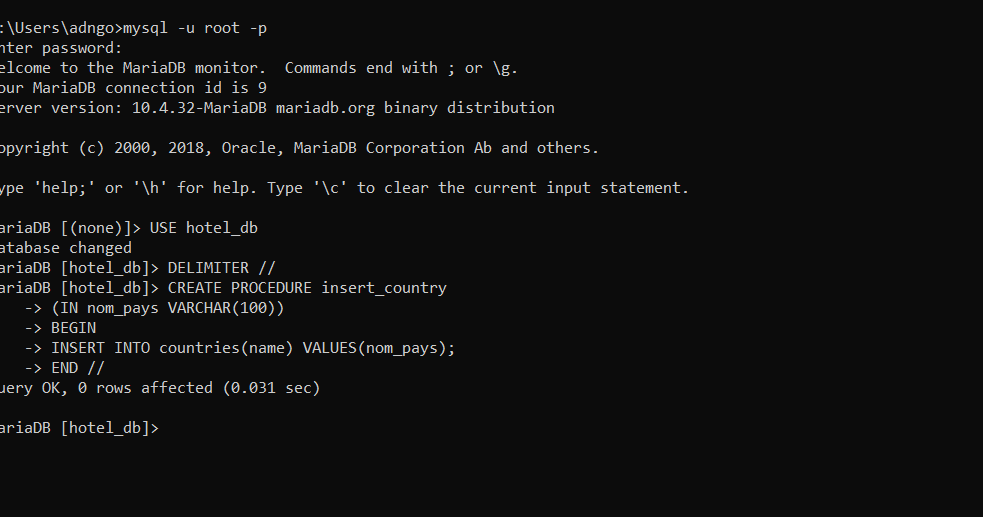 :\Users\adngo>mysql -u root -p
nter password:
elcome to the MariaDB monitor.  Commands end with ; or \g.
our MariaDB connection id is 9
erver version: 10.4.32-MariaDB mariadb.org binary distribution
opyright (c) 2000, 2018, Oracle, MariaDB Corporation Ab and others.
ype 'help;' or '\h' for help. Type '\c' to clear the current input statement.
ariaDB [(none)]> USE hotel_db
atabase changed
ariaDB [hotel_db]> DELIMITER //
ariaDB [hotel_db]> CREATE PROCEDURE insert_country
    -> (IN nom_pays VARCHAR(100))
    -> BEGIN
    -> INSERT INTO countries(name) VALUES(nom_pays);
    -> END //
uery OK, 0 rows affected (0.031 sec)
ariaDB [hotel_db]>